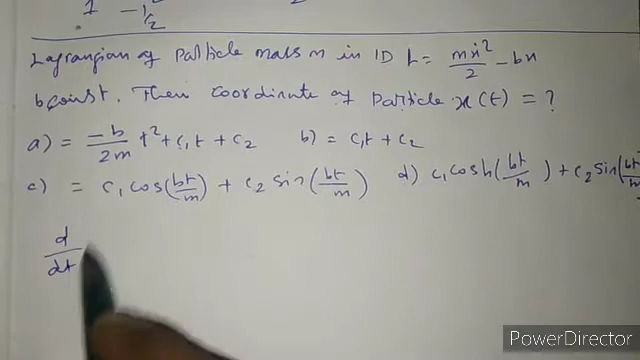 1 -1/2 2
Lagrangian of Particle mass m in 1D L = mẋ²/2 - bx
b const. Then coordinate of particle x(t) = ?
a) = -b/2m t² + c₁t + c₂ b) = c₁t + c₂
c) = c₁ cos(bt/m) + c₂ sin(bt/m) d) c₁ cosh(bt/m) + c₂ sin(bt/m
d/dt
PowerDirector